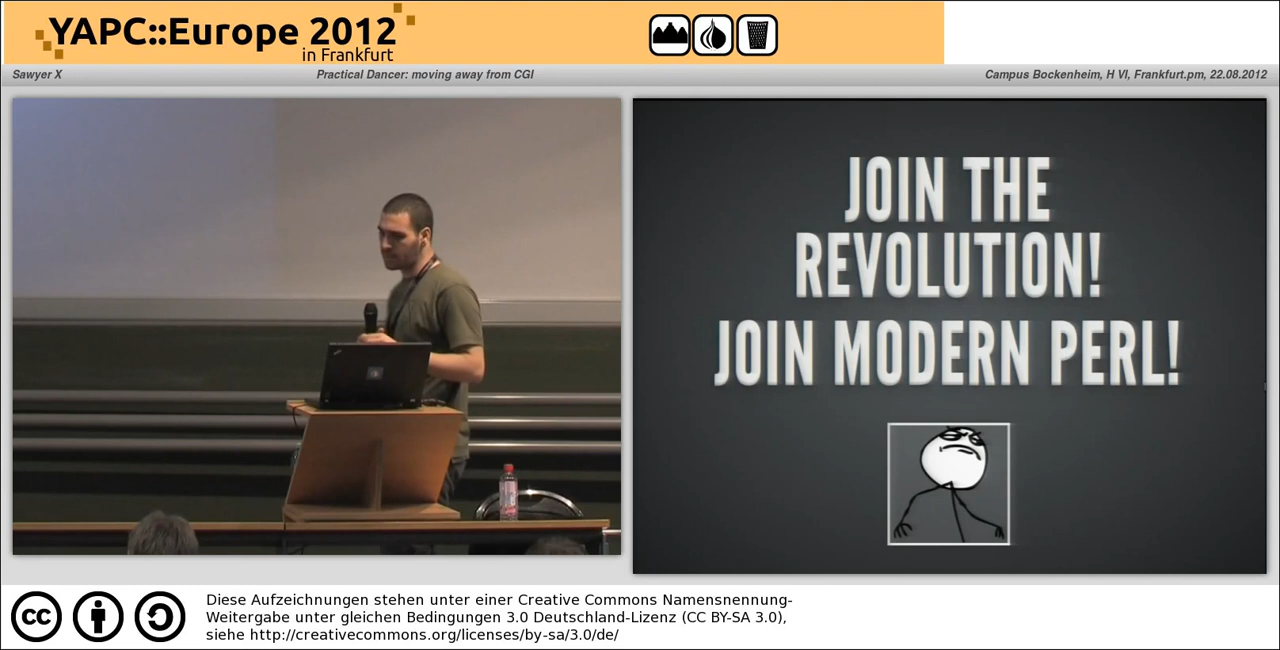 YAPC::Europe 2012
in Frankfurt
Sawyer X
Practical Dancer: moving away from CGI
Campus Bockenheim, H VI, Frankfurt.pm, 22.08.2012
JOIN THE
REVOLUTION!
JOIN MODERN PERL!
cc
Diese Aufzeichnungen stehen unter einer Creative Commons Namensnennung-
Weitergabe unter gleichen Bedingungen 3.0 Deutschland-Lizenz (CC BY-SA 3.0),
siehe http://creativecommons.org/licenses/by-sa/3.0/de/